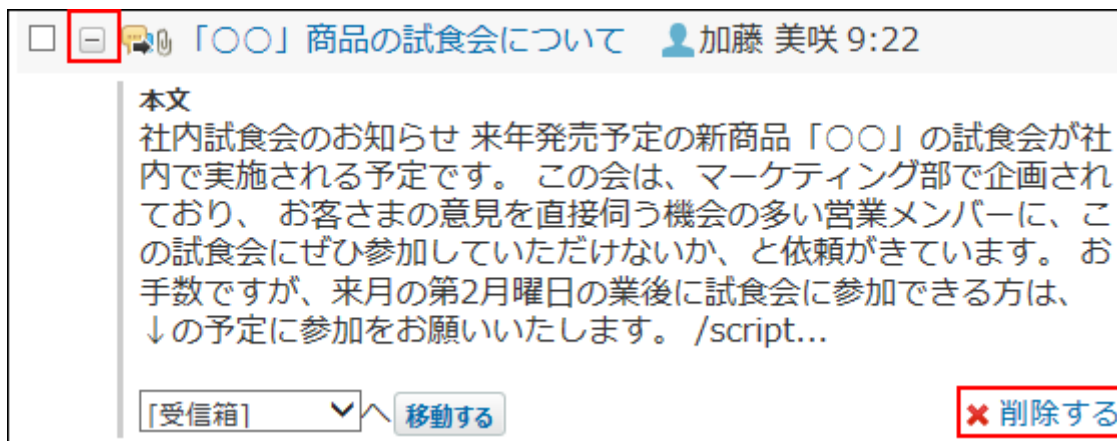 「○○」商品の試食会について 加藤 美咲 9:22
本文
社内試食会のお知らせ 来年発売予定の新商品「○○」の試食会が社
内で実施される予定です。 この会は、マーケティング部で企画され
ており、 お客さまの意見を直接伺う機会の多い営業メンバーに、こ
の試食会にぜひ参加していただけないか、と依頼がきています。 お
手数ですが、来月の第2月曜日の業後に試食会に参加できる方は、
↓の予定に参加をお願いいたします。 /script...
[受信箱] へ 移動する 削除する